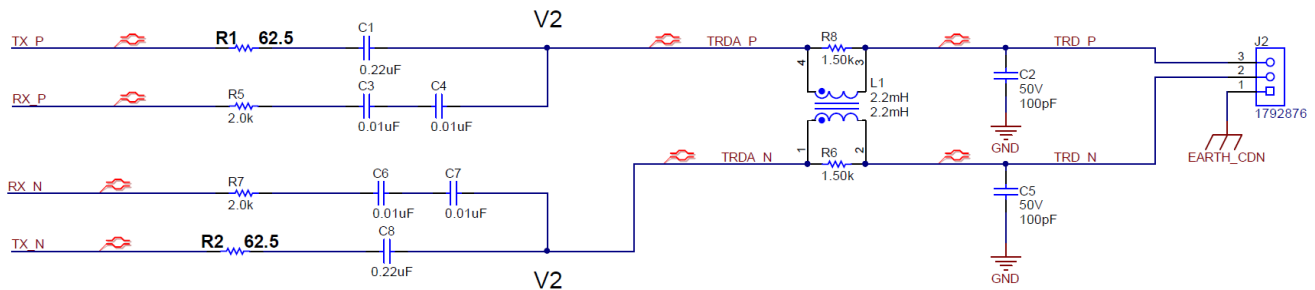 V2
TX_P
R1 62.5
C1
0.22uF
TRDA_P
R8
1.50k
TRD_P
J2
4
3
3
2
1
1792876
RX_P
R5
2.0k
C3
0.01uF
C4
0.01uF
L1
2.2mH
2.2mH
C2
50V
100pF
GND
EARTH_CDN
1
2
TRDA_N
R6
1.50k
TRD_N
RX_N
R7
2.0k
C6
0.01uF
C7
0.01uF
C5
50V
100pF
GND
TX_N
R2 62.5
C8
0.22uF
V2